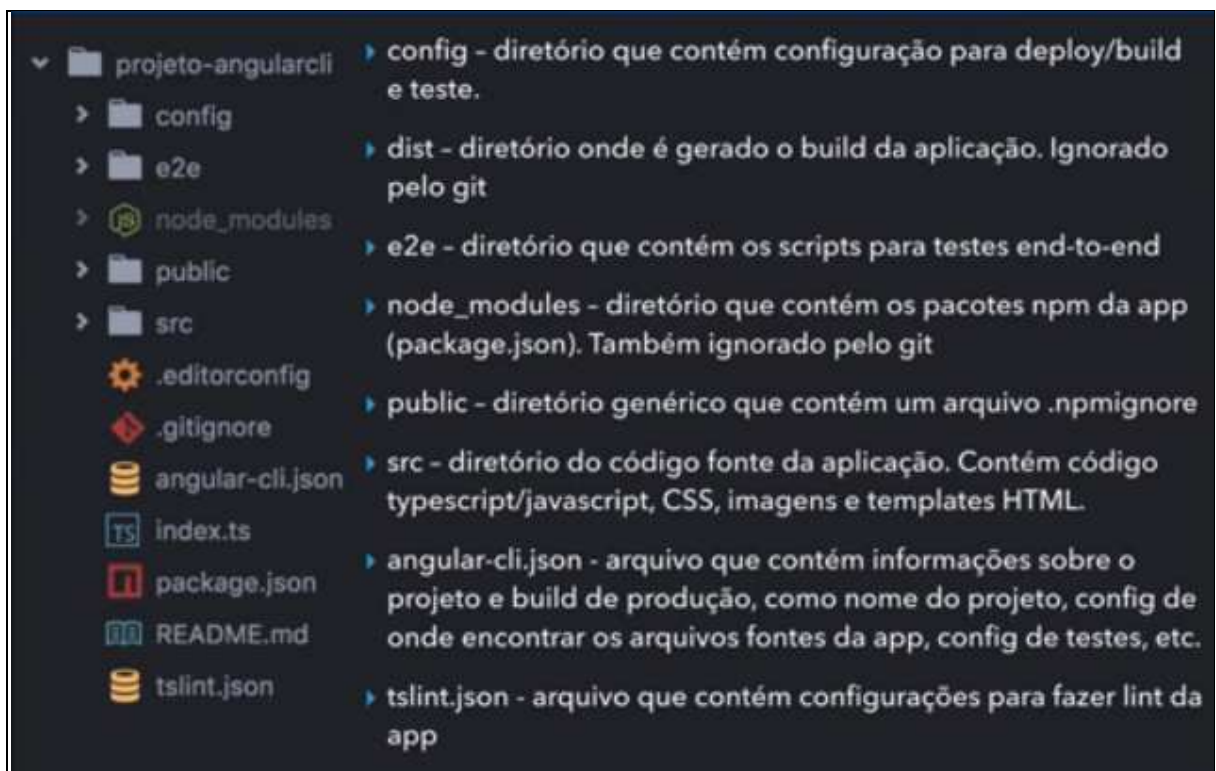 projeto-angularcli
config
e2e
node_modules
public
src
.editorconfig
.gitignore
angular-cli.json
TS index.ts
package.json
README.md
tslint.json
config – diretório que contém configuração para deploy/build
e teste.
dist – diretório onde é gerado o build da aplicação. Ignorado
pelo git
e2e – diretório que contém os scripts para testes end-to-end
node_modules – diretório que contém os pacotes npm da app
(package.json). Também ignorado pelo git
public – diretório genérico que contém um arquivo .npmignore
src – diretório do código fonte da aplicação. Contém código
typescript/javascript, CSS, imagens e templates HTML.
angular-cli.json - arquivo que contém informações sobre o
projeto e build de produção, como nome do projeto, config de
onde encontrar os arquivos fontes da app, config de testes, etc.
tslint.json - arquivo que contém configurações para fazer lint da
app